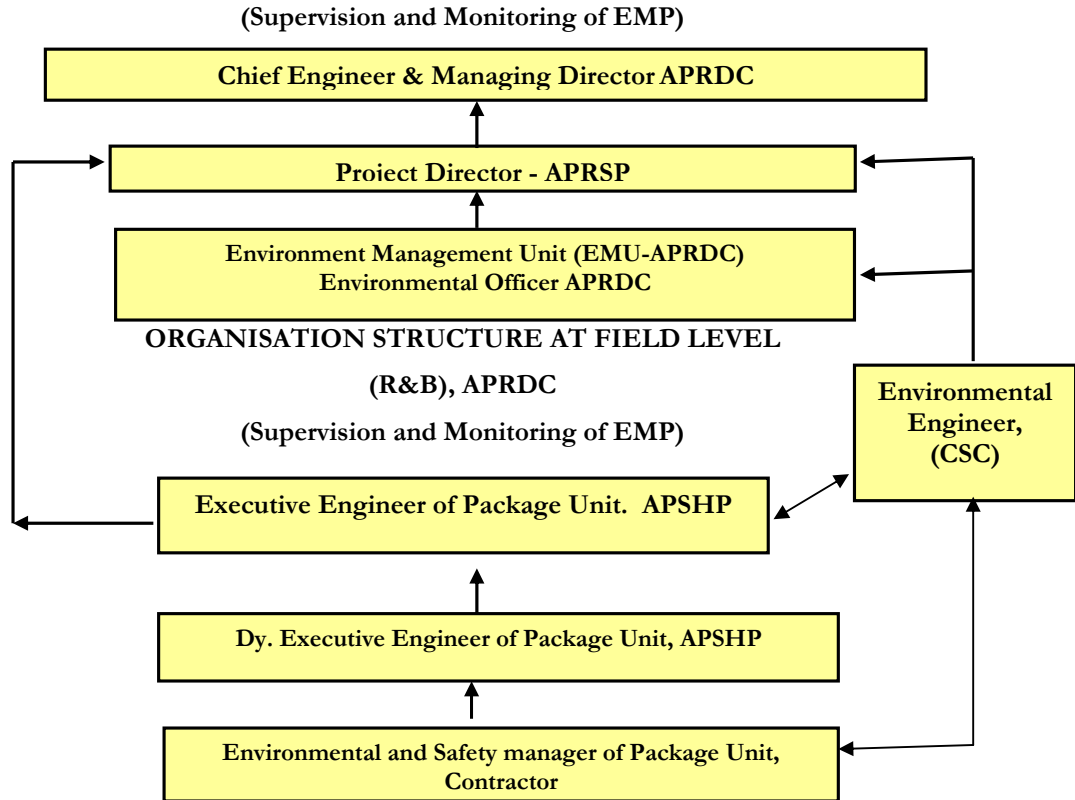 (Supervision and Monitoring of EMP)
Chief Engineer & Managing Director APRDC
Proiect Director - APRSP
Environment Management Unit (EMU-APRDC)
Environmental Officer APRDC
ORGANISATION STRUCTURE AT FIELD LEVEL
(R&B), APRDC
(Supervision and Monitoring of EMP)
Environmental
Engineer,
(CSC)
Executive Engineer of Package Unit. APSHP
Dy. Executive Engineer of Package Unit, APSHP
Environmental and Safety manager of Package Unit,
Contractor